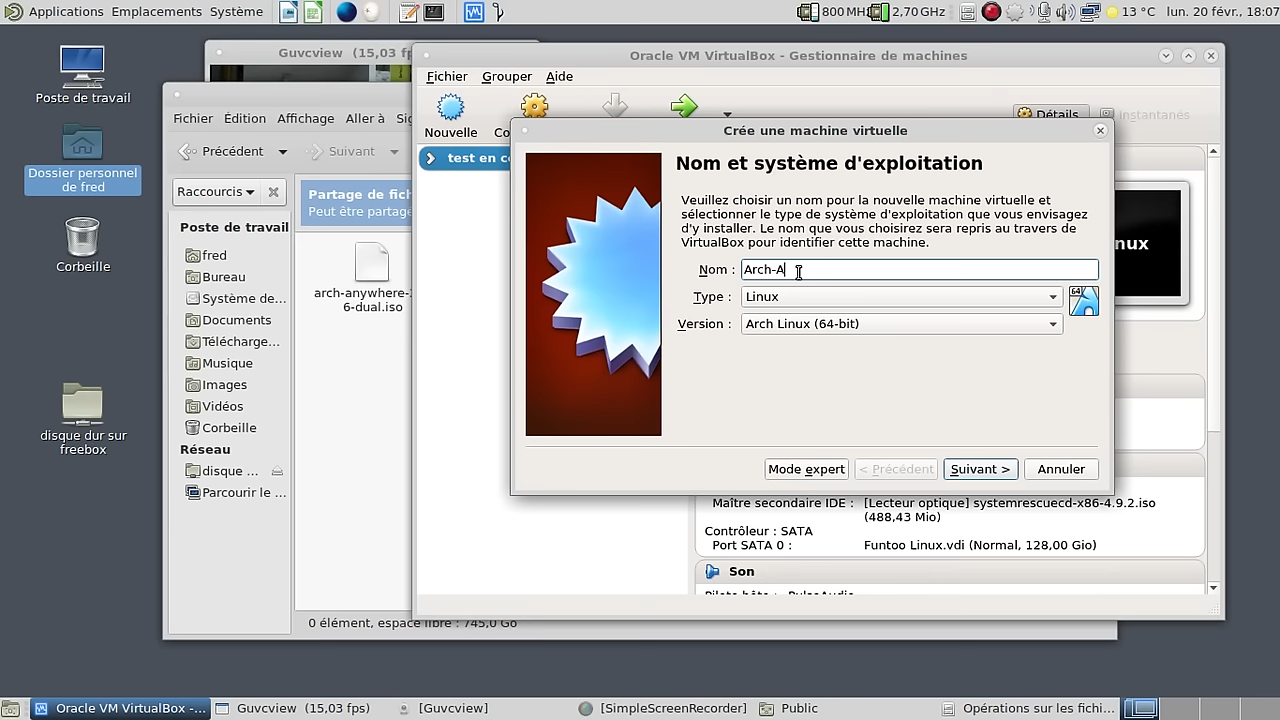 Applications Emplacements Système
800 MH 2,70 GHz 13 °C lun. 20 févr., 18:07
Poste de travail
Dossier personnel
de fred
Corbeille
disque dur sur
freebox
Guvcview (15,03 fp
Fichier Édition Affichage Aller à
Précédent Suivant
Raccourcis
Partage de fich
Peut être partagé
Poste de travail
fred
Bureau
Système de...
Documents
Télécharge...
Musique
Images
Vidéos
Corbeille
Réseau
disque ...
Parcourir le ...
6-dual.iso
0 élément, espace libre : 745,0 Go
Oracle VM VirtualBox - Gestionnaire de machines
Fichier Grouper Aide
Nouvelle Co
Détails Instantanés
test en co
nux
Crée une machine virtuelle
Nom et système d'exploitation
Veuillez choisir un nom pour la nouvelle machine virtuelle et
sélectionner le type de système d'exploitation que vous envisagez
d'y installer. Le nom que vous choisirez sera repris au travers de
VirtualBox pour identifier cette machine.
Nom : Arch-A
Type : Linux
64
Version : Arch Linux (64-bit)
Mode expert < Précédent Suivant > Annuler
Maître secondaire IDE : [Lecteur optique] systemrescuecd-x86-4.9.2.iso
(488,43 Mio)
Contrôleur : SATA
Port SATA 0 : Funtoo Linux.vdi (Normal, 128,00 Gio)
Son
Pilote hôte : PulseAudio
Oracle VM VirtualBox -... Guvcview (15,03 fps) [Guvcview] [SimpleScreenRecorder] Public Opérations sur les fichi...